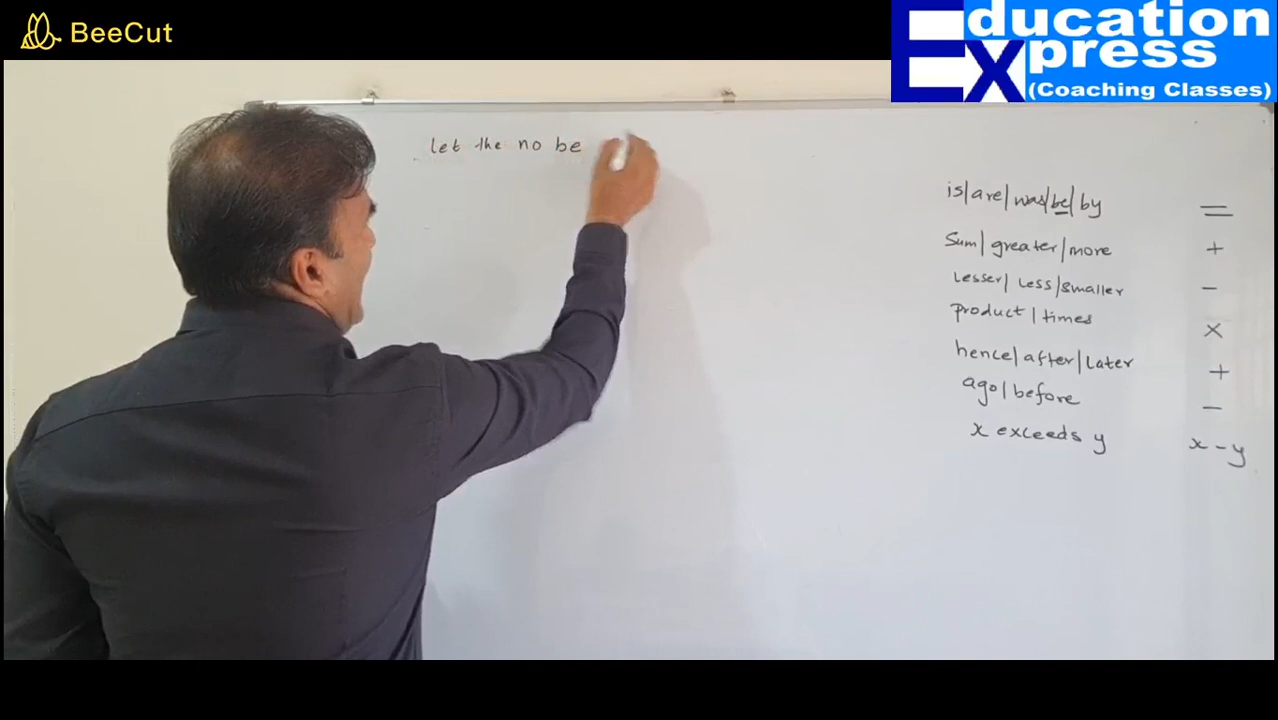 BeeCut
Education
Express
(Coaching Classes)
let the no be
is/are/was/be/by =
Sum/greater/more +
Lesser/Less/smaller -
product/times ×
hence/after/later +
ago/before -
x exceeds y x - y